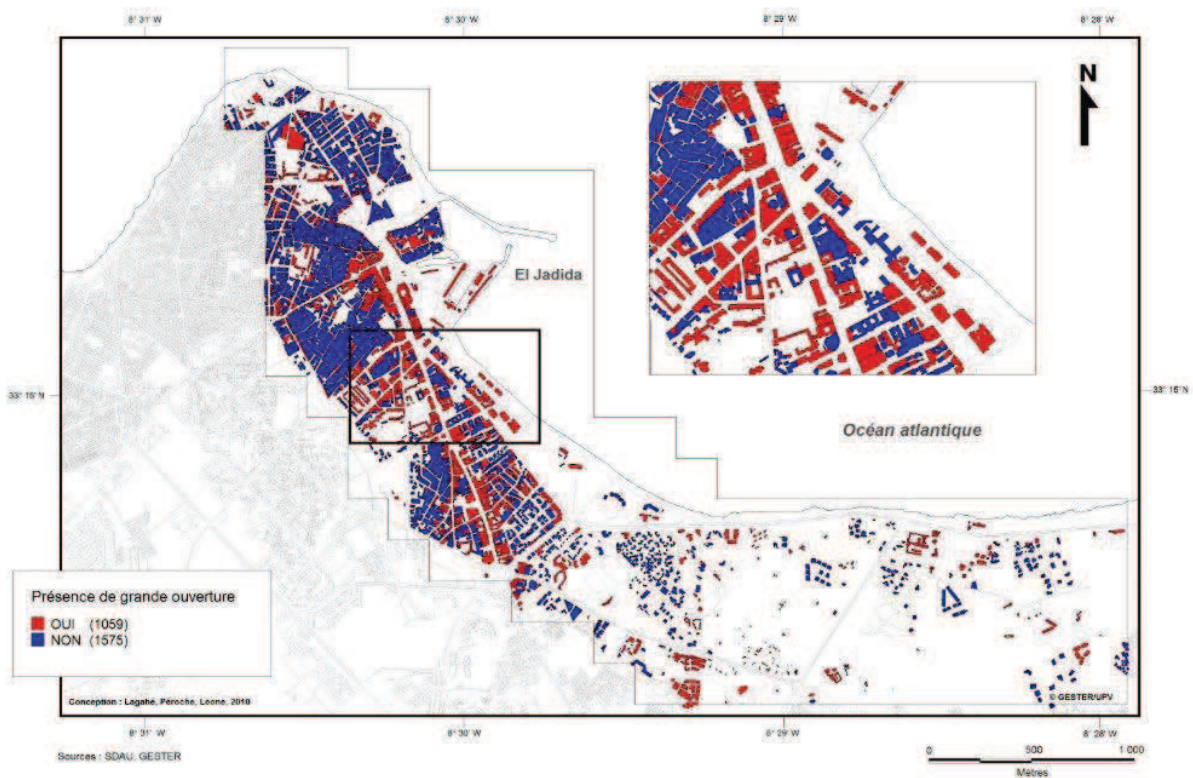 8° 31' W
8° 30' W
8° 29' W
8° 28' W
N
El Jadida
33° 15'N
33° 15'N
Océan atlantique
Présence de grande ouverture
OUI (1059)
NON (1575)
Conception : Lagahé, Péroche, Leone, 2010
© GESTER/UPV
8° 31' W
8° 30' W
8° 29' W
8° 28' W
Sources : SDAU, GESTER
0 500 1 000
Mètres